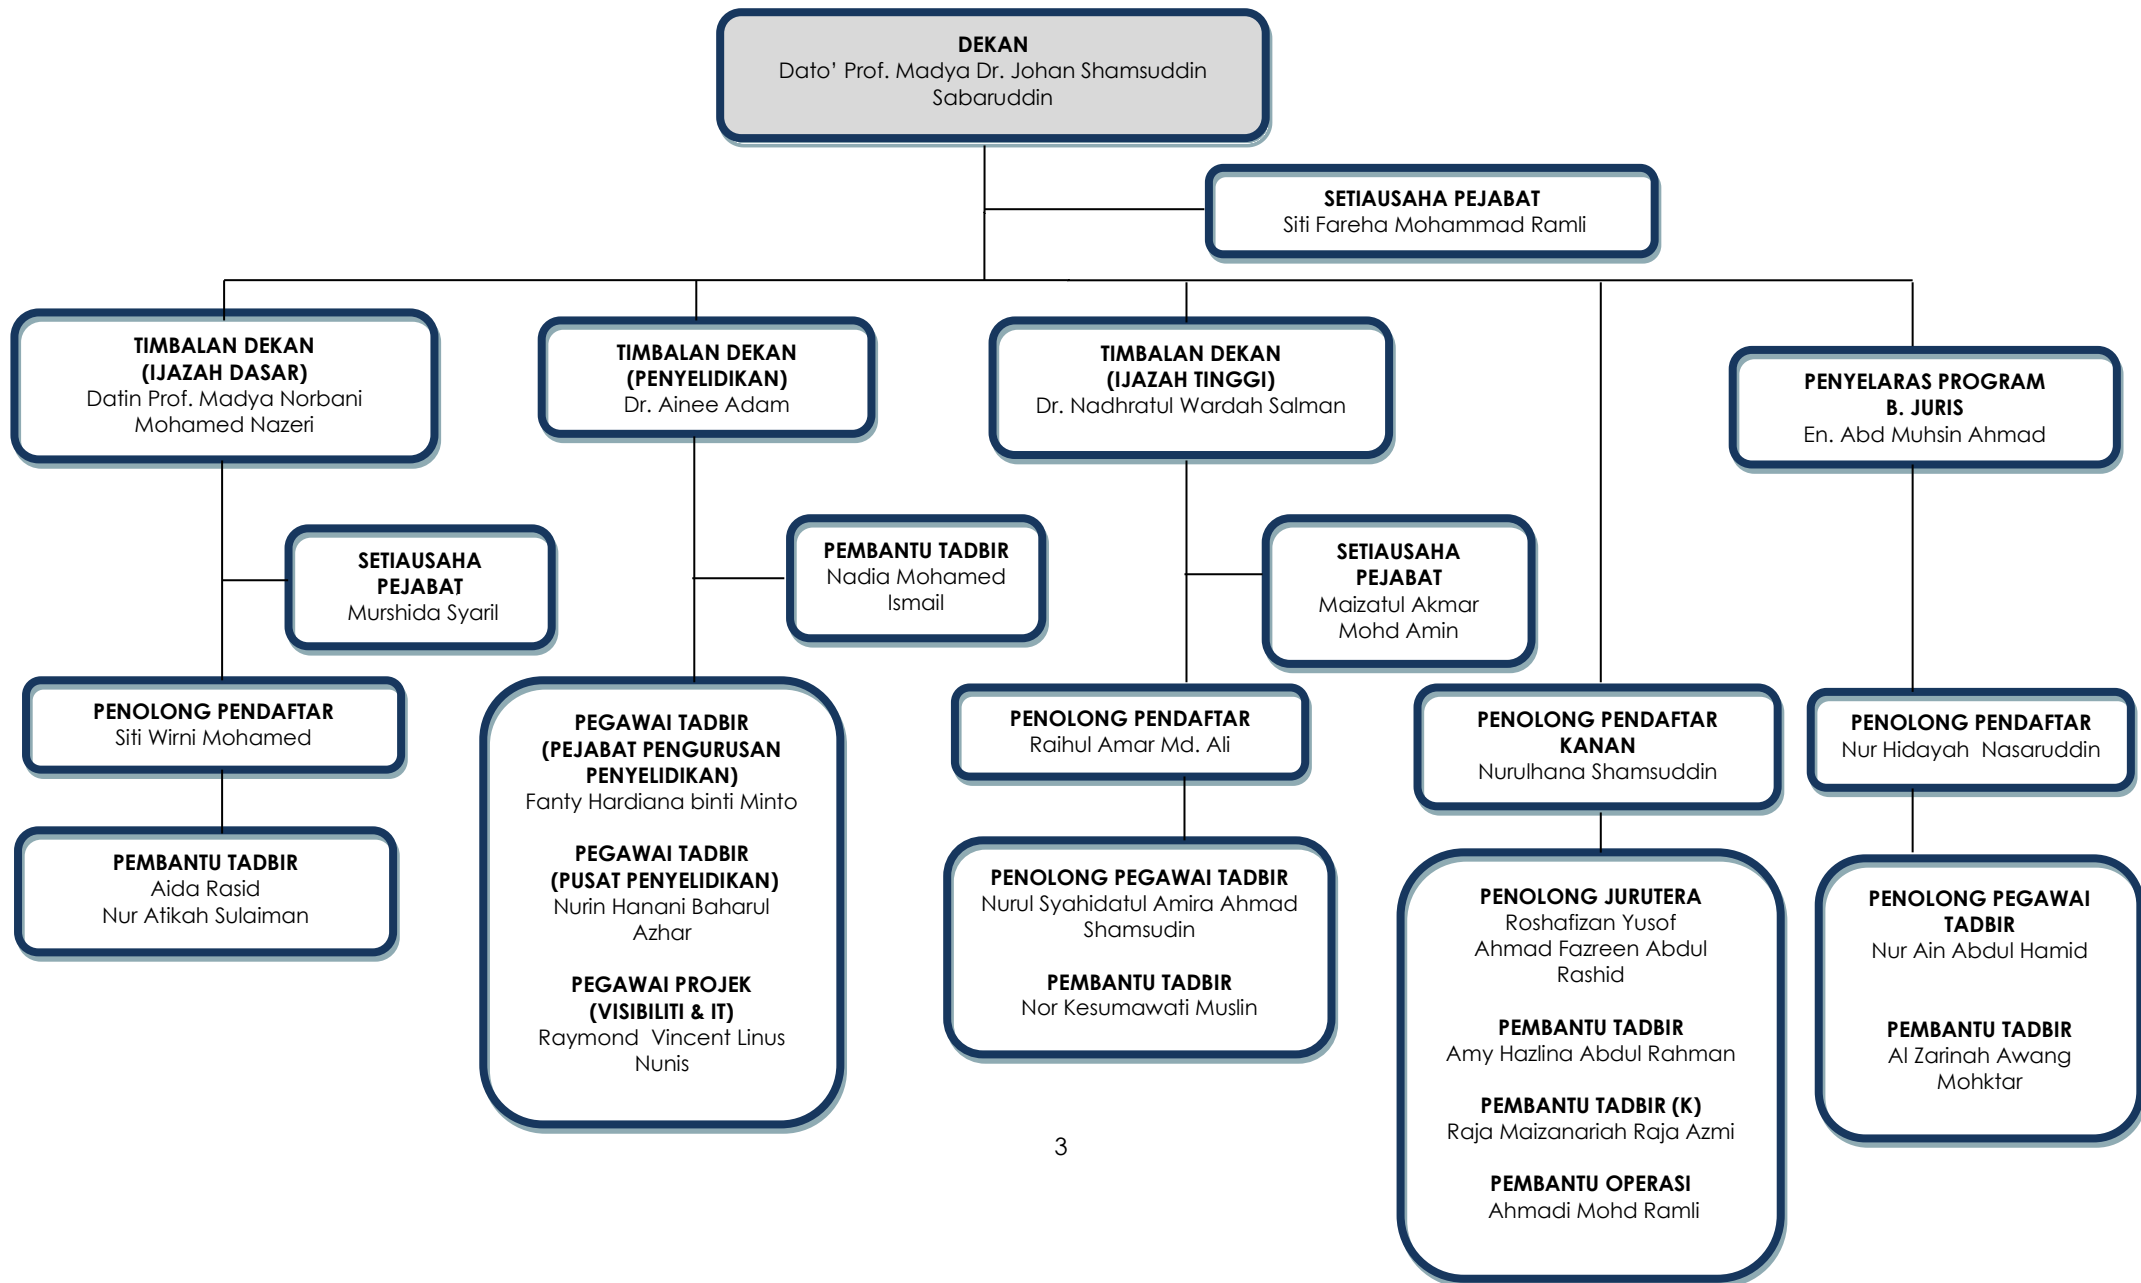 DEKAN
Dato' Prof. Madya Dr. Johan Shamsuddin
Sabaruddin
SETIAUSAHA PEJABAT
Siti Fareha Mohammad Ramli
TIMBALAN DEKAN
(IJAZAH DASAR)
Datin Prof. Madya Norbani
Mohamed Nazeri
TIMBALAN DEKAN
(PENYELIDIKAN)
Dr. Ainee Adam
TIMBALAN DEKAN
(IJAZAH TINGGI)
Dr. Nadhratul Wardah Salman
PENYELARAS PROGRAM
B. JURIS
En. Abd Muhsin Ahmad
SETIAUSAHA
PEJABAT
Murshida Syaril
PEMBANTU TADBIR
Nadia Mohamed
Ismail
SETIAUSAHA
PEJABAT
Maizatul Akmar
Mohd Amin
PENOLONG PENDAFTAR
Siti Wirni Mohamed
PEGAWAI TADBIR
(PEJABAT PENGURUSAN
PENYELIDIKAN)
Fanty Hardiana binti Minto
PEGAWAI TADBIR
(PUSAT PENYELIDIKAN)
Nurin Hanani Baharul
Azhar
PEGAWAI PROJEK
(VISIBILITI & IT)
Raymond  Vincent Linus
Nunis
PENOLONG PENDAFTAR
Raihul Amar Md. Ali
PENOLONG PENDAFTAR
KANAN
Nurulhana Shamsuddin
PENOLONG PENDAFTAR
Nur Hidayah  Nasaruddin
PEMBANTU TADBIR
Aida Rasid
Nur Atikah Sulaiman
PENOLONG PEGAWAI TADBIR
Nurul Syahidatul Amira Ahmad
Shamsudin
PEMBANTU TADBIR
Nor Kesumawati Muslin
PENOLONG JURUTERA
Roshafizan Yusof
Ahmad Fazreen Abdul
Rashid
PEMBANTU TADBIR
Amy Hazlina Abdul Rahman
PEMBANTU TADBIR (K)
Raja Maizanariah Raja Azmi
PEMBANTU OPERASI
Ahmadi Mohd Ramli
PENOLONG PEGAWAI
TADBIR
Nur Ain Abdul Hamid
PEMBANTU TADBIR
Al Zarinah Awang
Mohktar
3